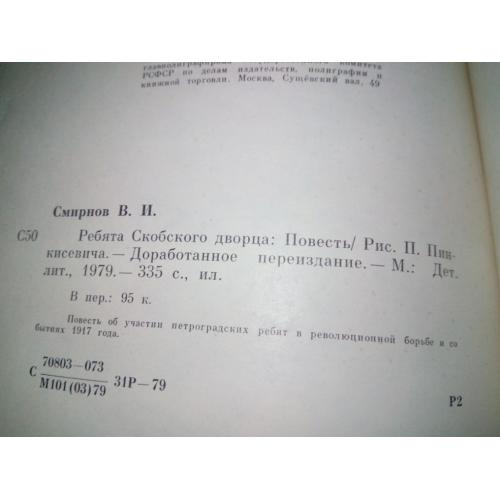 комитета
РСФСР по делам издательств, полиграфии и
книжной торговли. Москва, Сущёвский вал, 49
Смирнов В. И.
С50 Ребята Скобского дворца: Повесть/ Рис. П. Пин-
кисевича. — Доработанное переиздание. — М.: Дет.
лит., 1979. — 335 с., ил.
В пер.: 95 к.
Повесть об участии петроградских ребят в революционной борьбе и со
бытиях 1917 года.
С 70803—073
М101(03)79 31Р—79
Р2